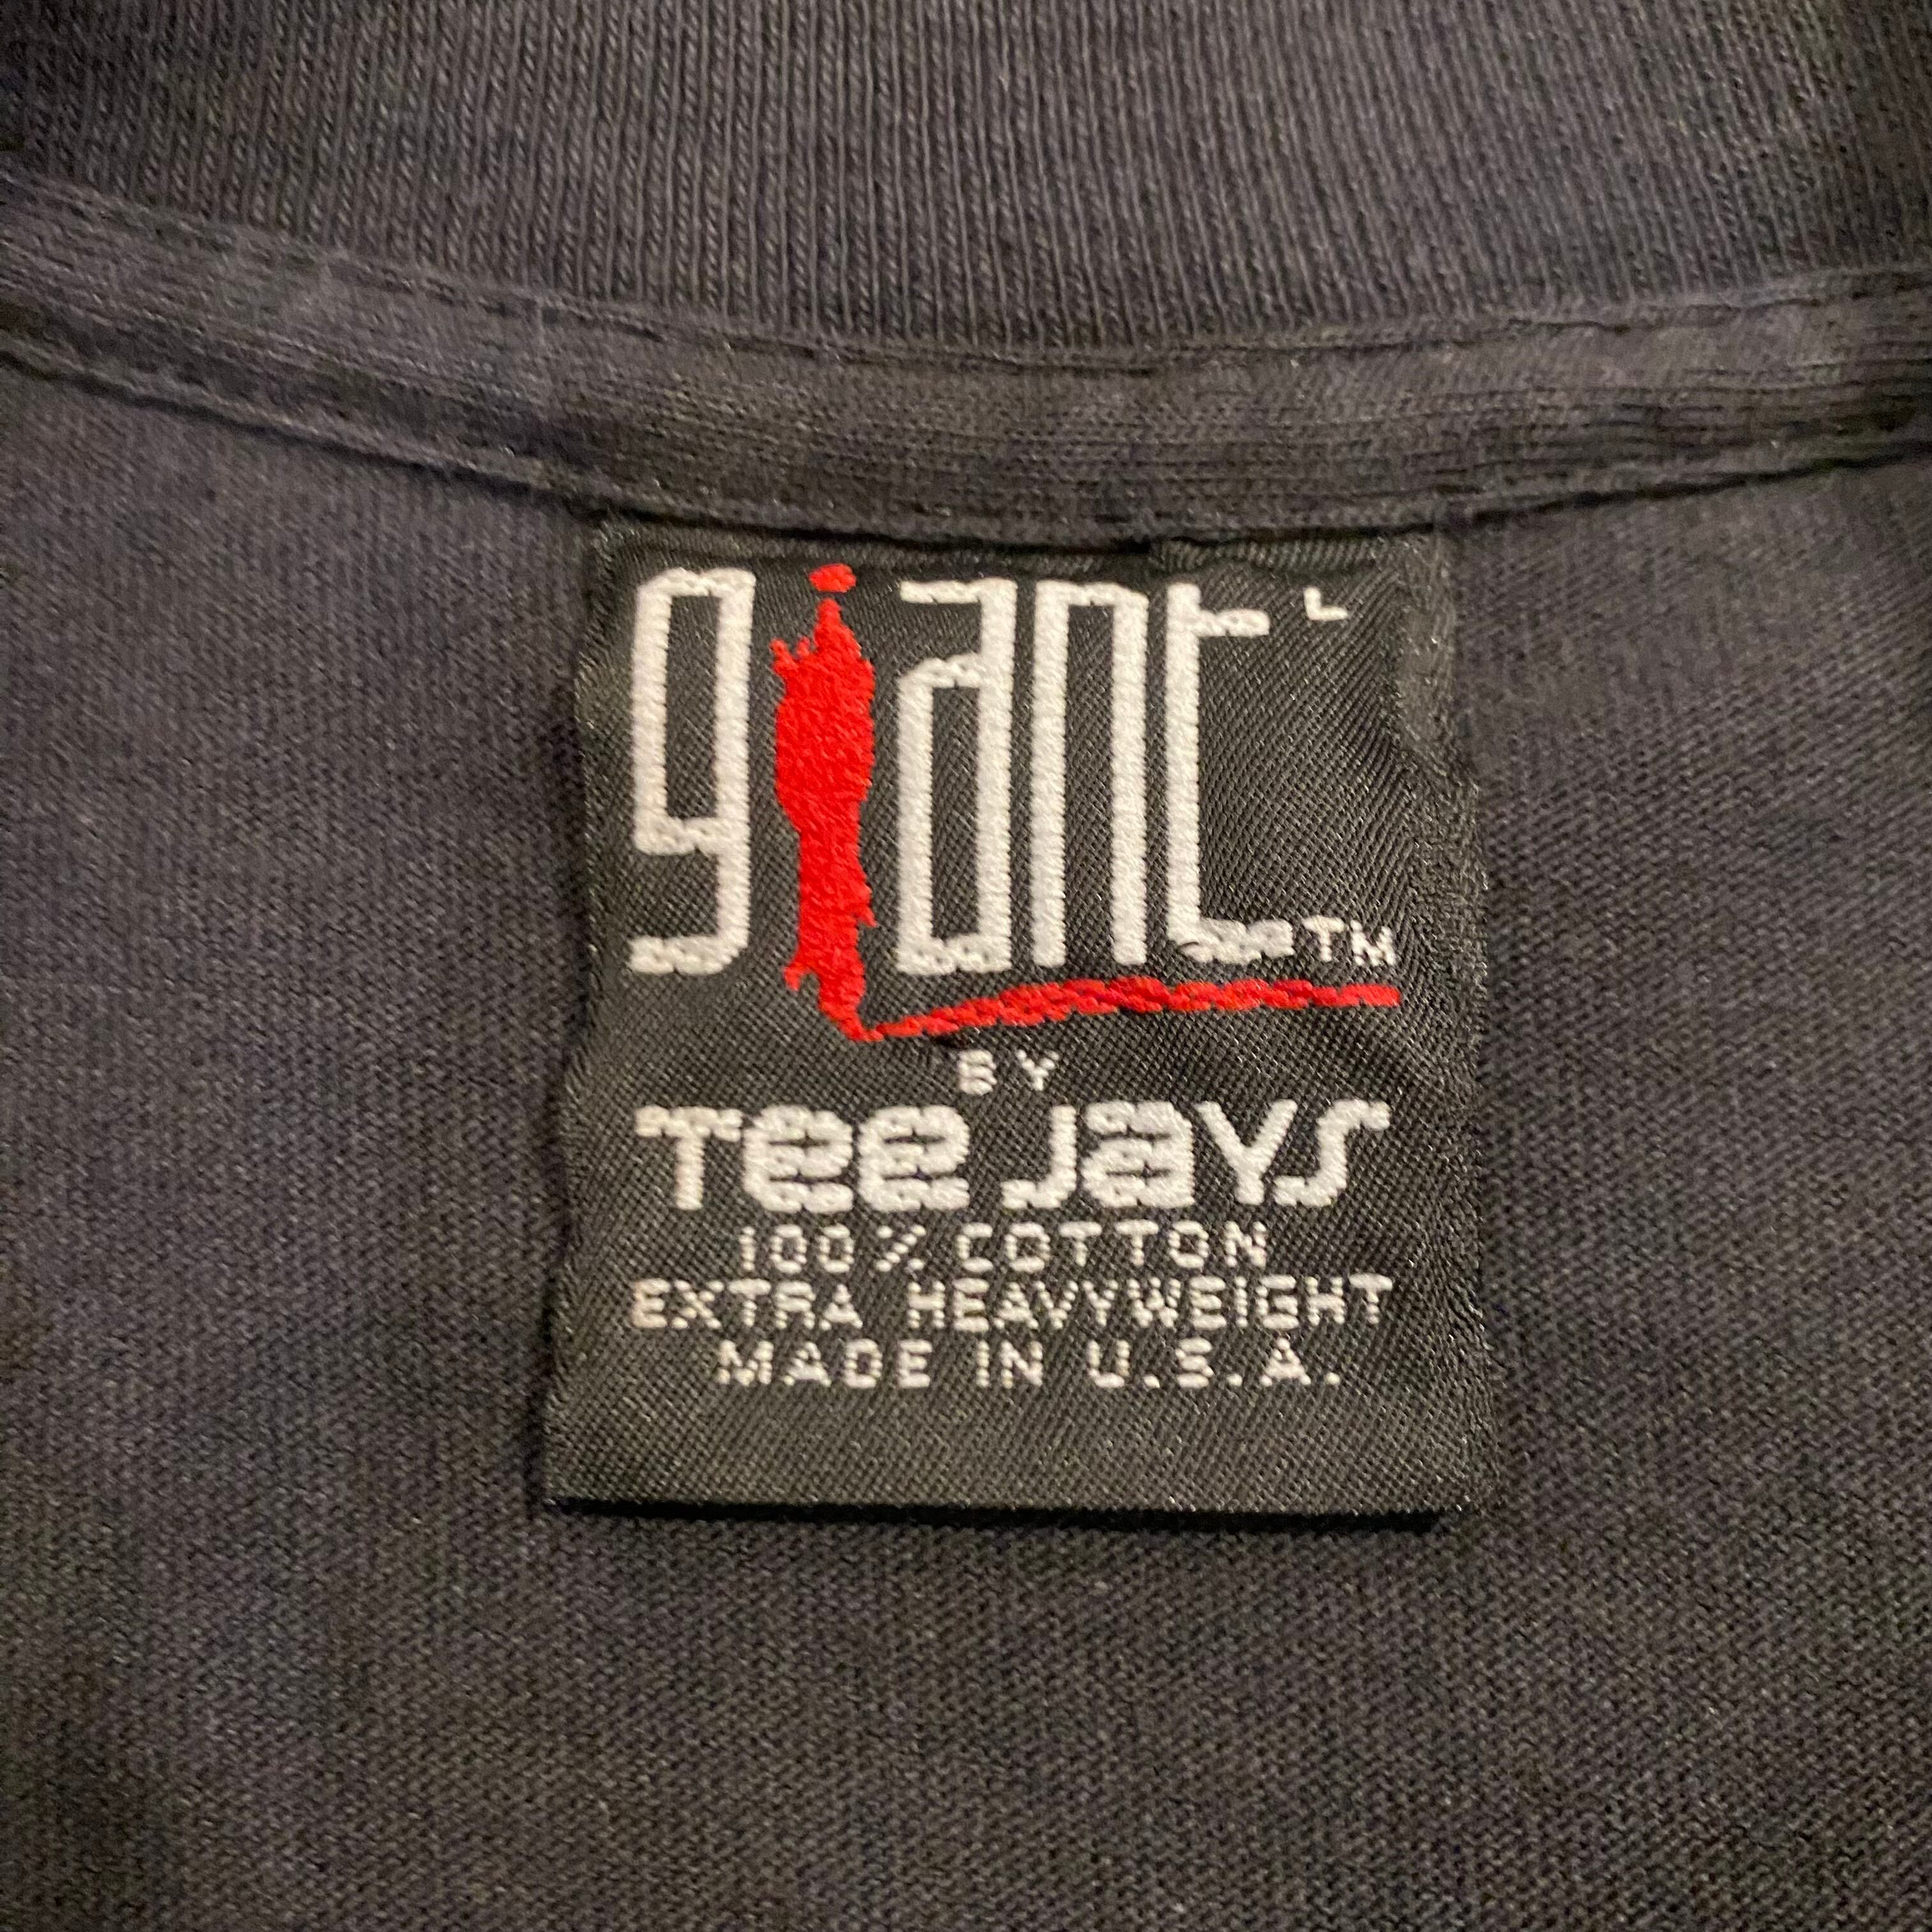 giant L
TM
BY
Tee Jays
100% COTTON
EXTRA HEAVYWEIGHT
MADE IN U.S.A.